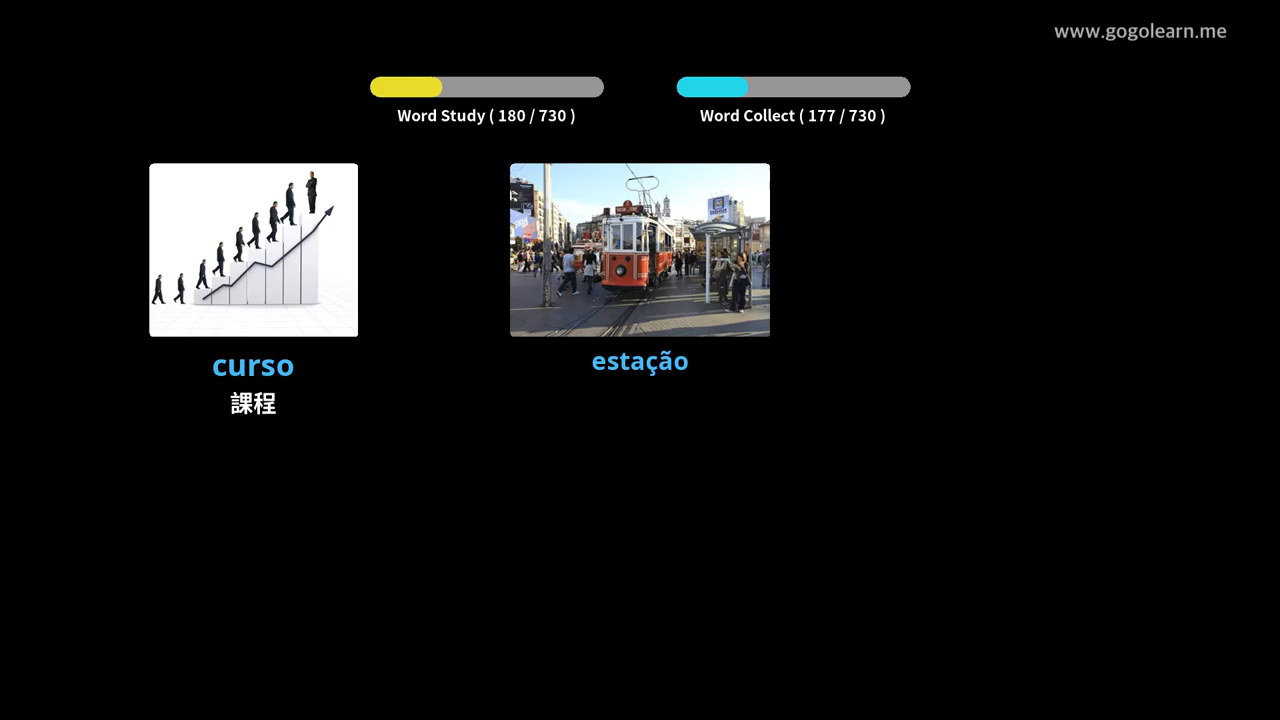 www.gogolearn.me
Word Study ( 180 / 730 )
Word Collect ( 177 / 730 )
curso
課程
estação